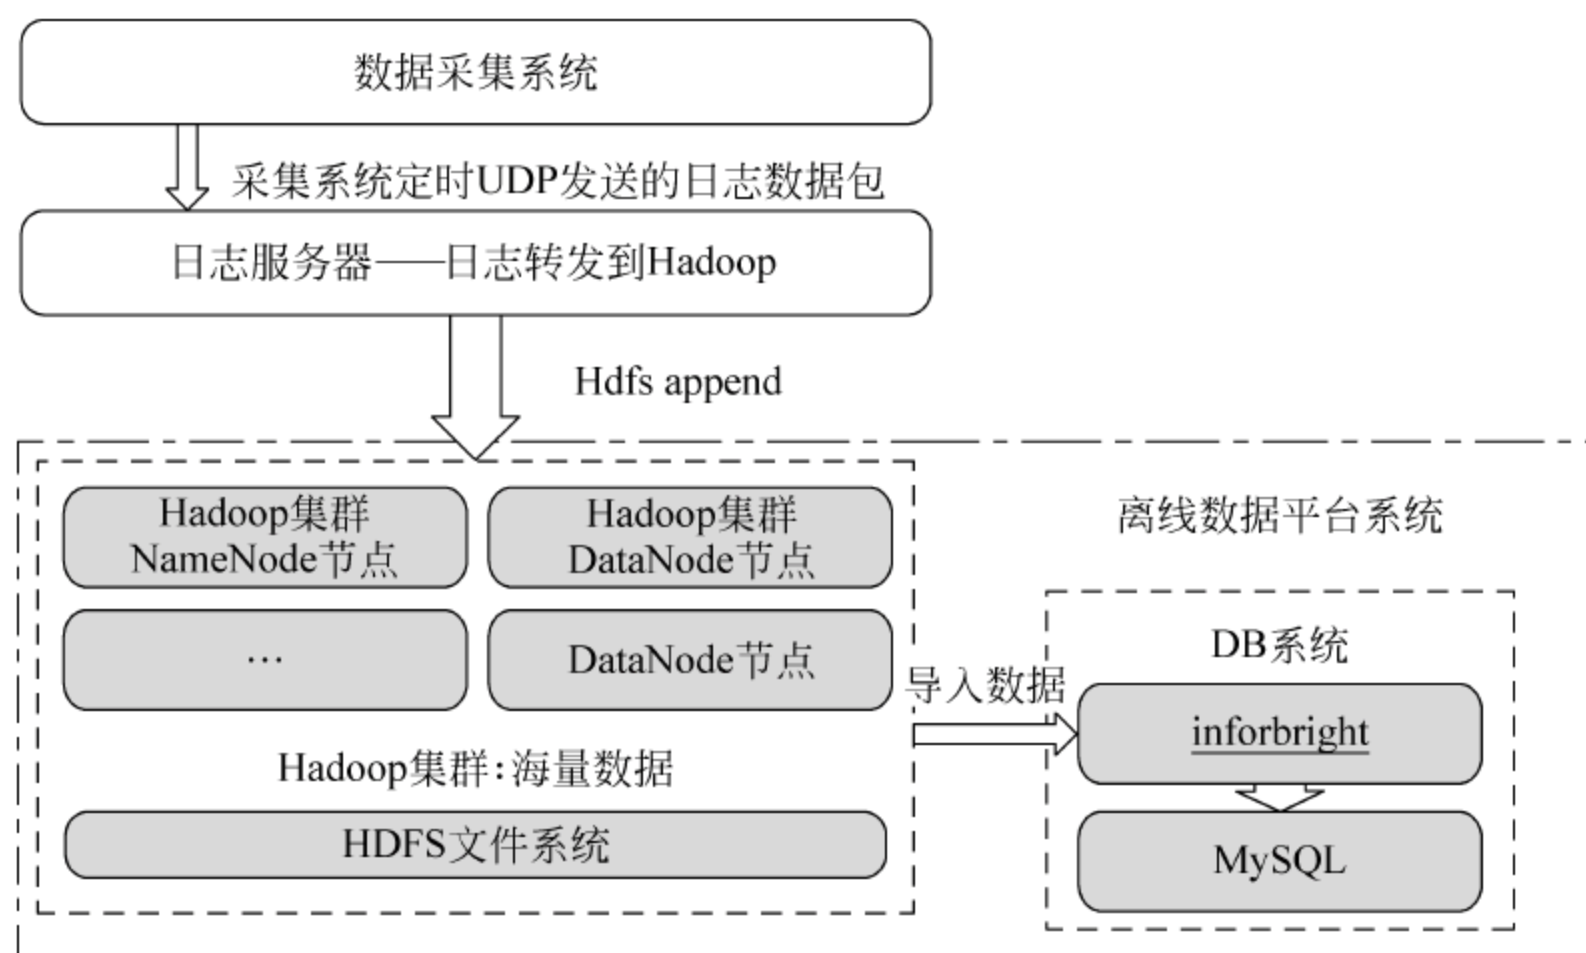 数据采集系统
采集系统定时UDP发送的日志数据包
日志服务器——日志转发到Hadoop
Hdfs append
离线数据平台系统
Hadoop集群
NameNode节点
Hadoop集群
DataNode节点
…
DataNode节点
Hadoop集群:海量数据
HDFS文件系统
导入数据
DB系统
inforbright
MySQL